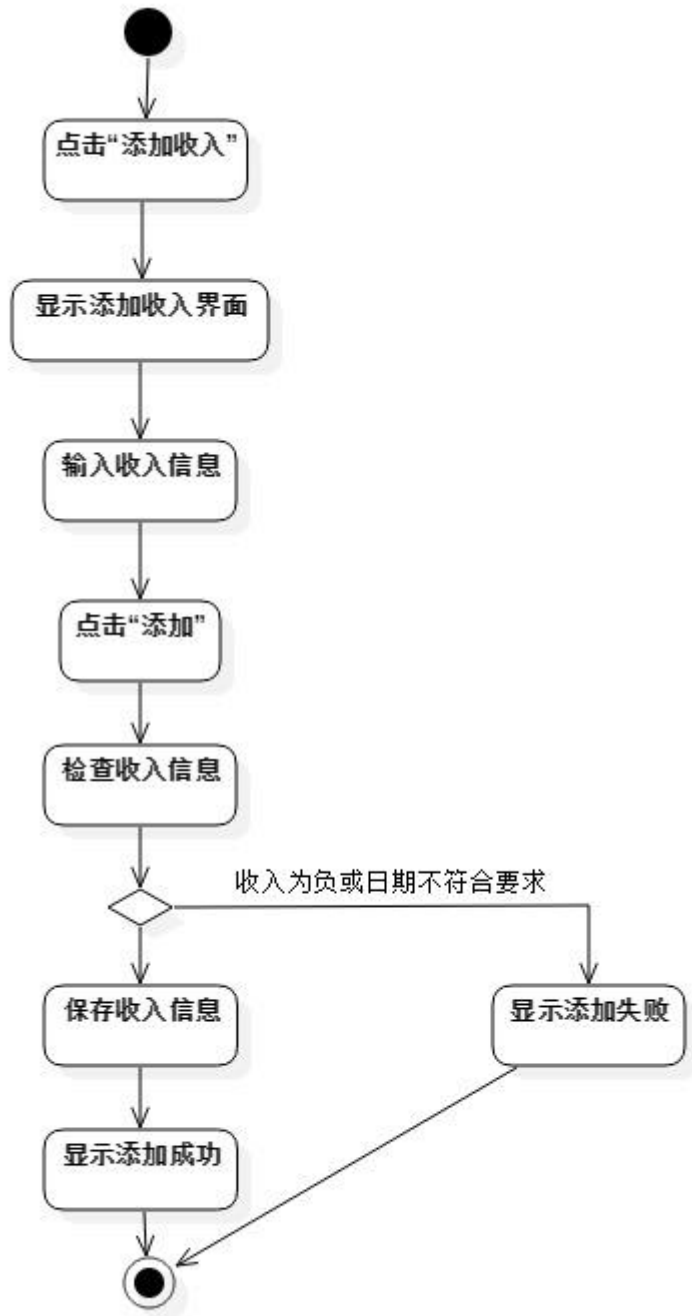 点击“添加收入”
显示添加收入界面
输入收入信息
点击“添加”
检查收入信息
收入为负或日期不符合要求
保存收入信息
显示添加失败
显示添加成功